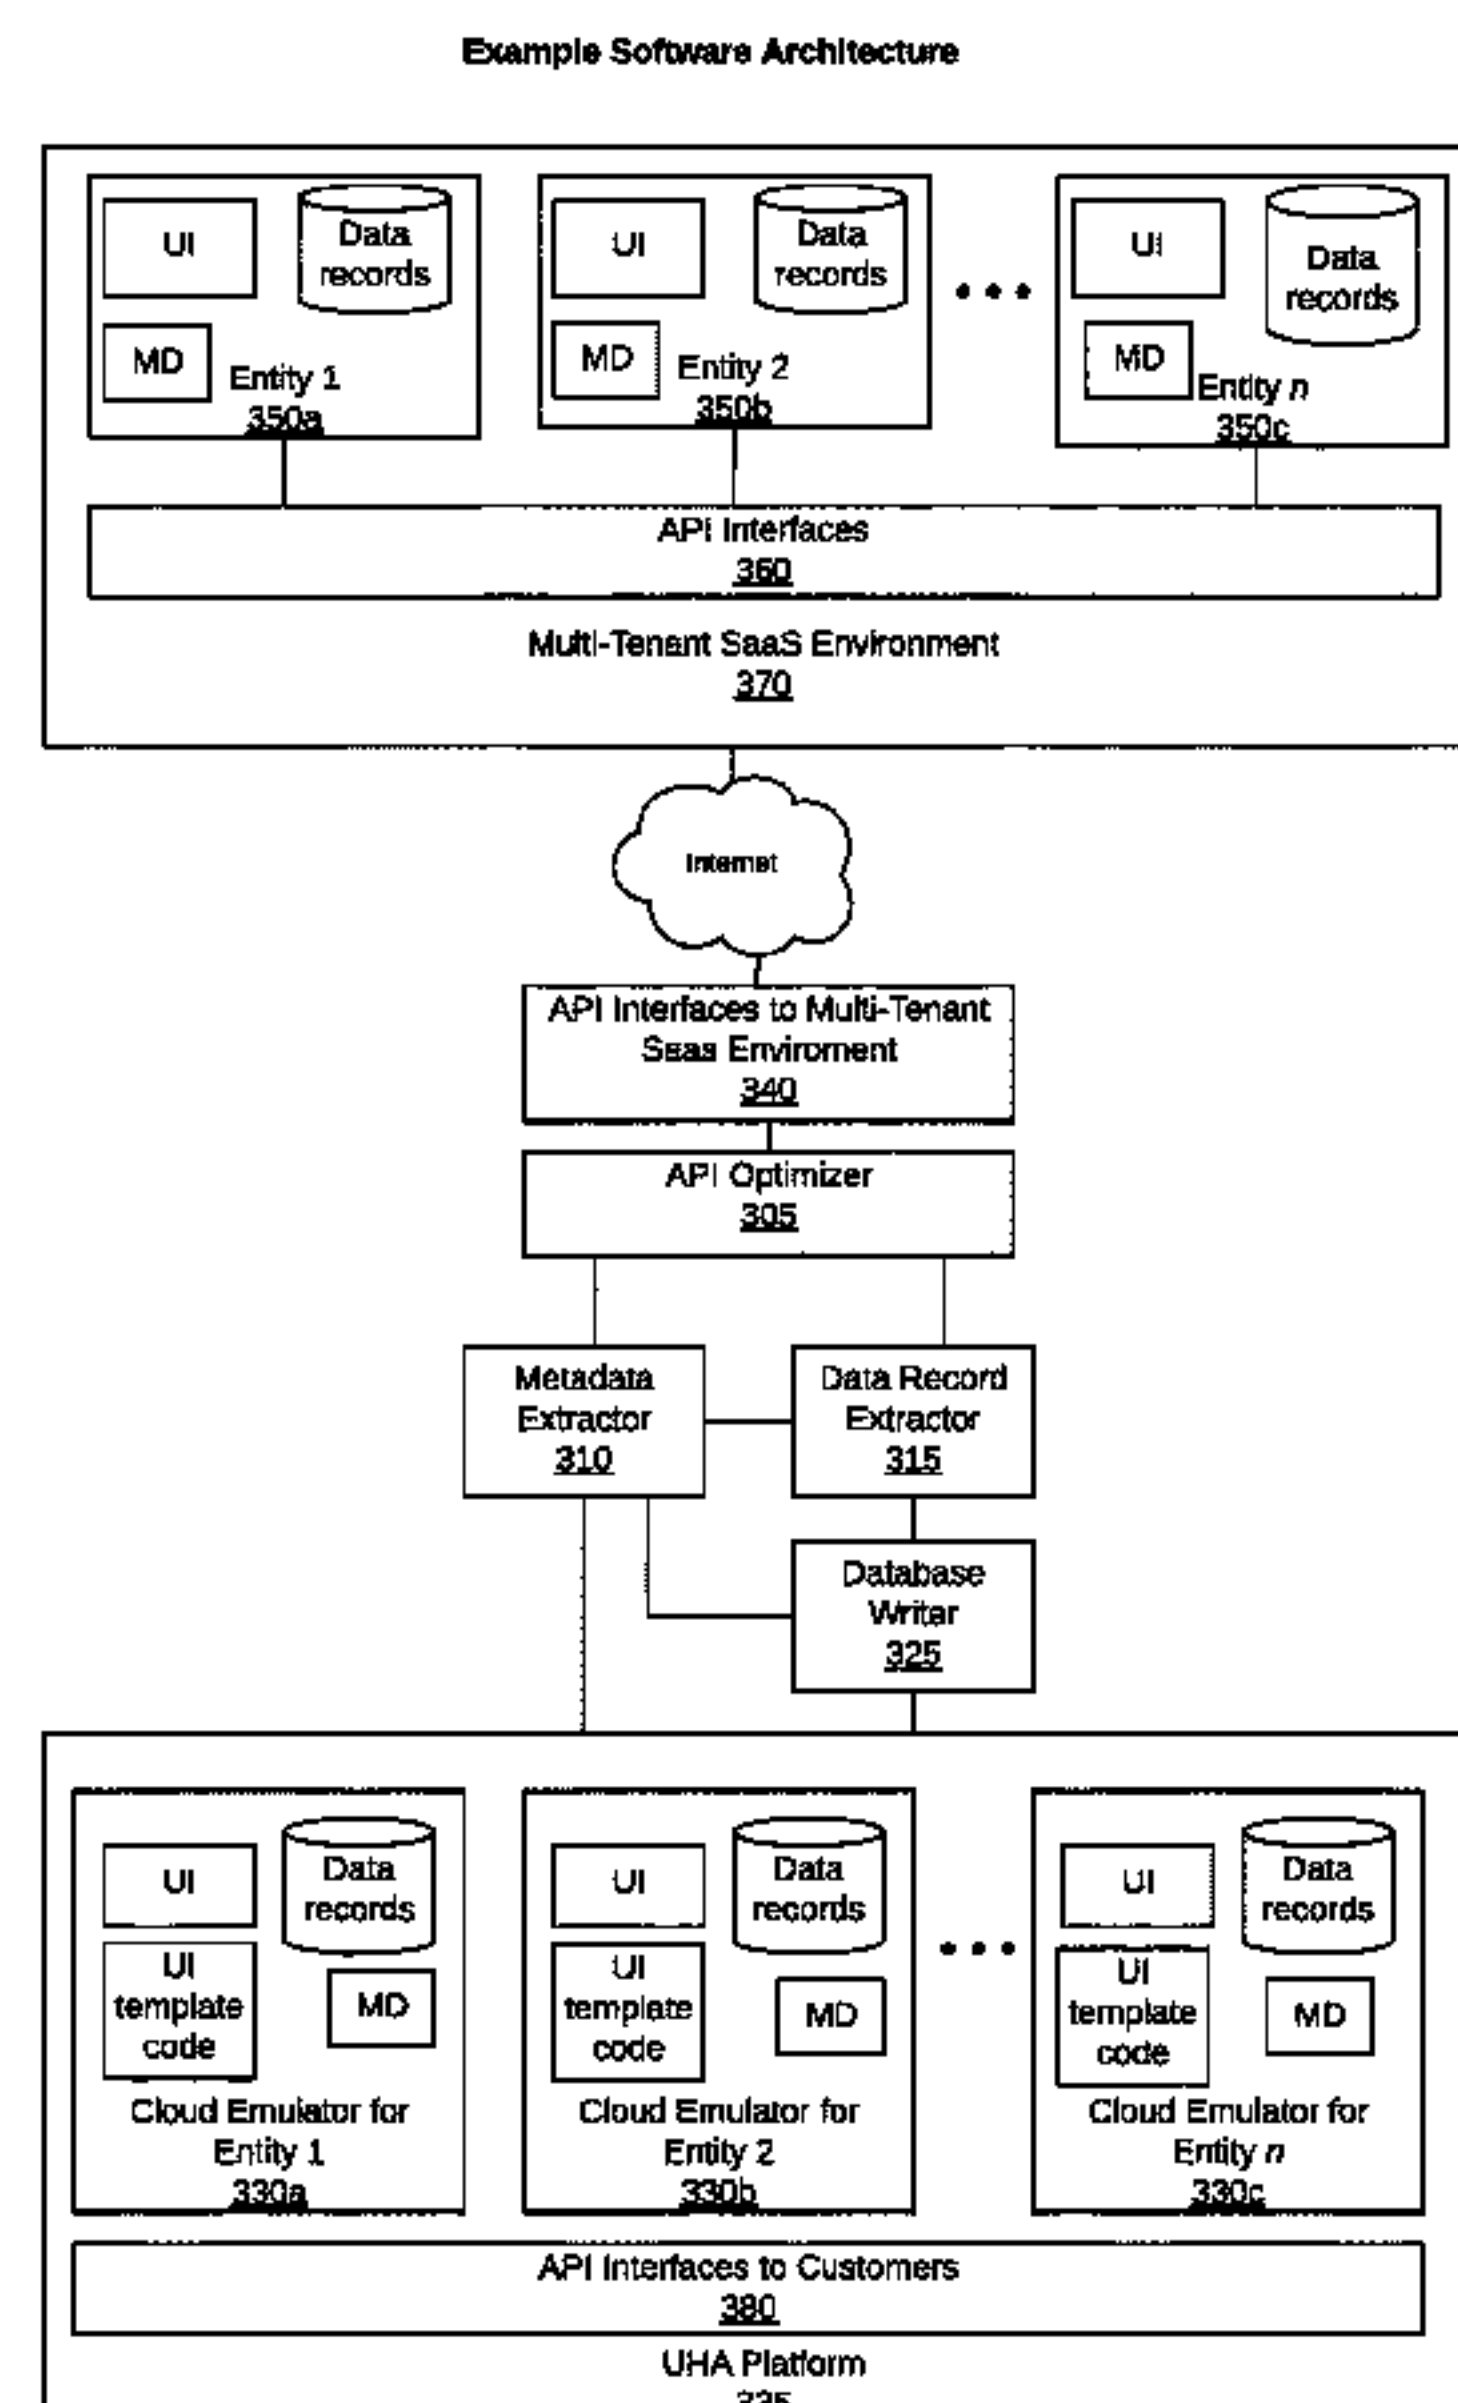 Example Software Architecture
UI
Data
records
MD
Entity 1
350a
UI
Data
records
MD
Entity 2
350b
UI
Data
records
MD
Entity n
350c
API Interfaces
360
Multi-Tenant SaaS Environment
370
Internet
API Interfaces to Multi-Tenant
Saas Enviroment
340
API Optimizer
305
Metadata
Extractor
310
Data Record
Extractor
315
Database
Writer
325
UI
Data
records
UI
template
code
MD
Cloud Emulator for
Entity 1
330a
UI
Data
records
UI
template
code
MD
Cloud Emulator for
Entity 2
330b
UI
Data
records
UI
template
code
MD
Cloud Emulator for
Entity n
330c
API Interfaces to Customers
380
UHA Platform